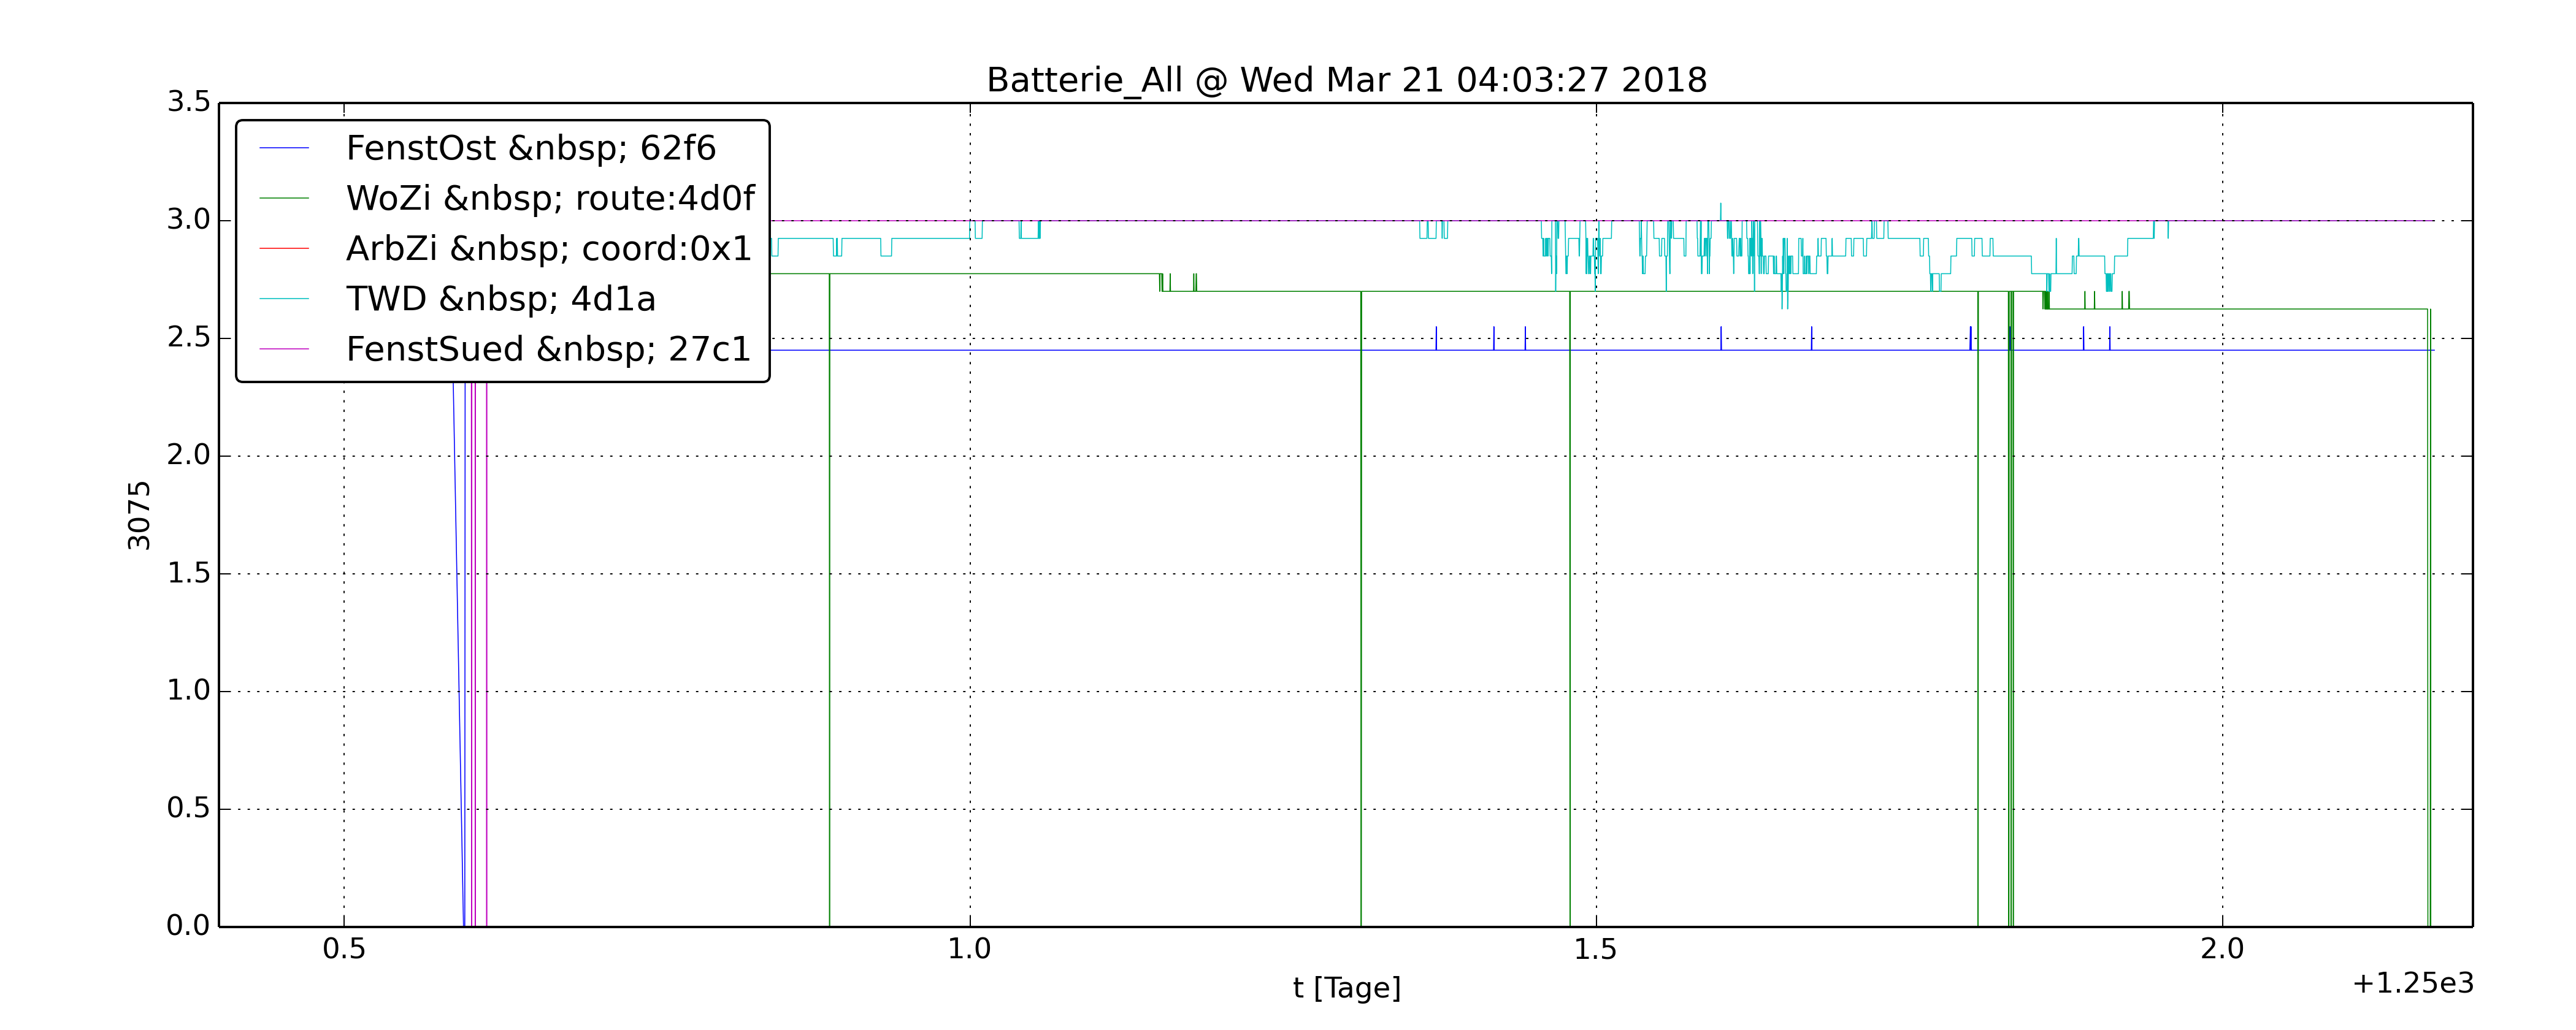 Batterie_All @ Wed Mar 21 04:03:27 2018
3.5
3.0
2.5
2.0
1.5
1.0
0.5
0.0
3075
FenstOst &nbsp; 62f6
WoZi &nbsp; route:4d0f
ArbZi &nbsp; coord:0x1
TWD &nbsp; 4d1a
FenstSued &nbsp; 27c1
0.5 1.0 1.5 2.0
+1.25e3
t [Tage]